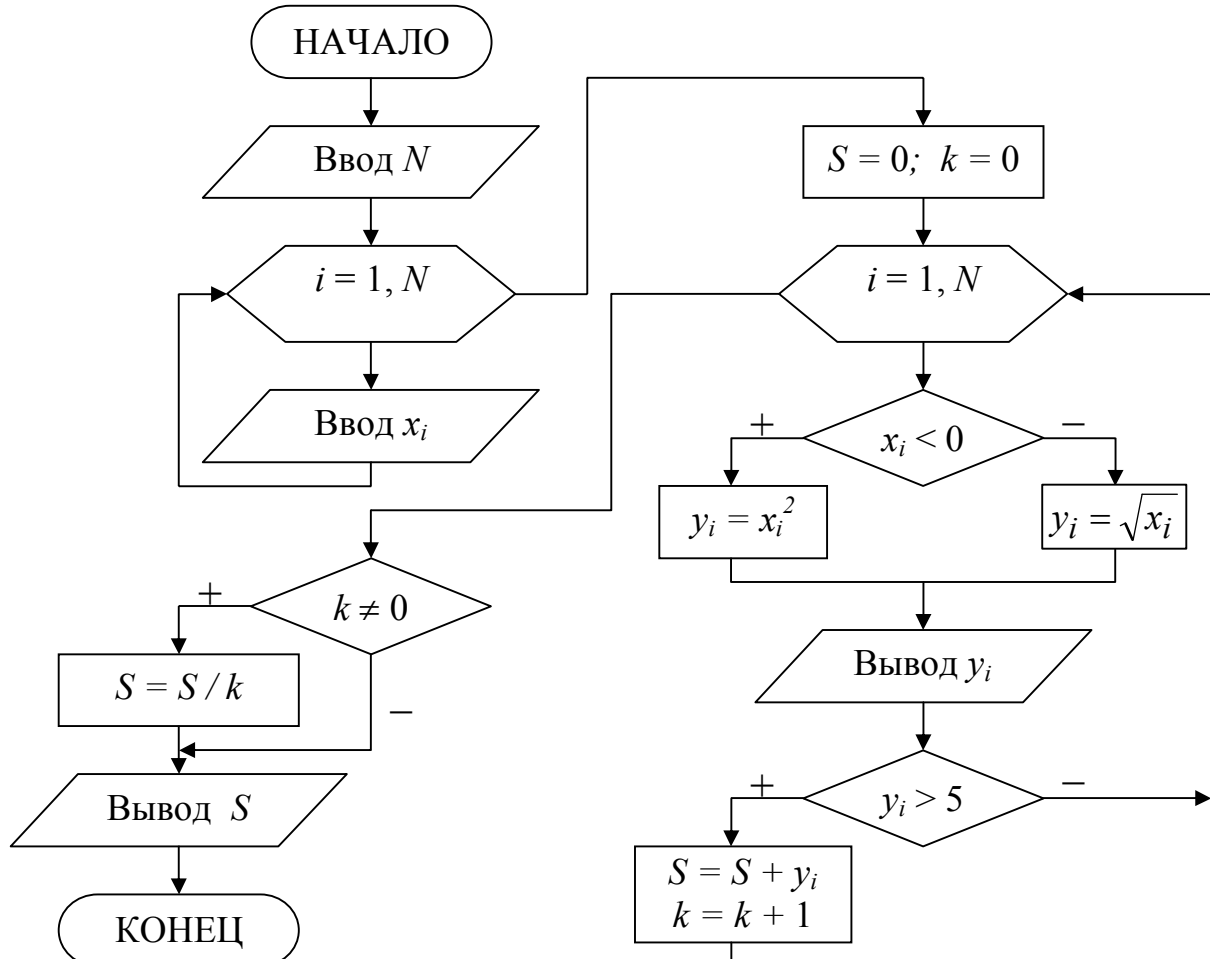 НАЧАЛО
Ввод N
i = 1, N
Ввод xᵢ
S = 0; k = 0
i = 1, N
xᵢ < 0
+
−
yᵢ = xᵢ²
yᵢ = √xᵢ
Вывод yᵢ
yᵢ > 5
+
−
S = S + yᵢ
k = k + 1
k ≠ 0
+
−
S = S / k
Вывод S
КОНЕЦ